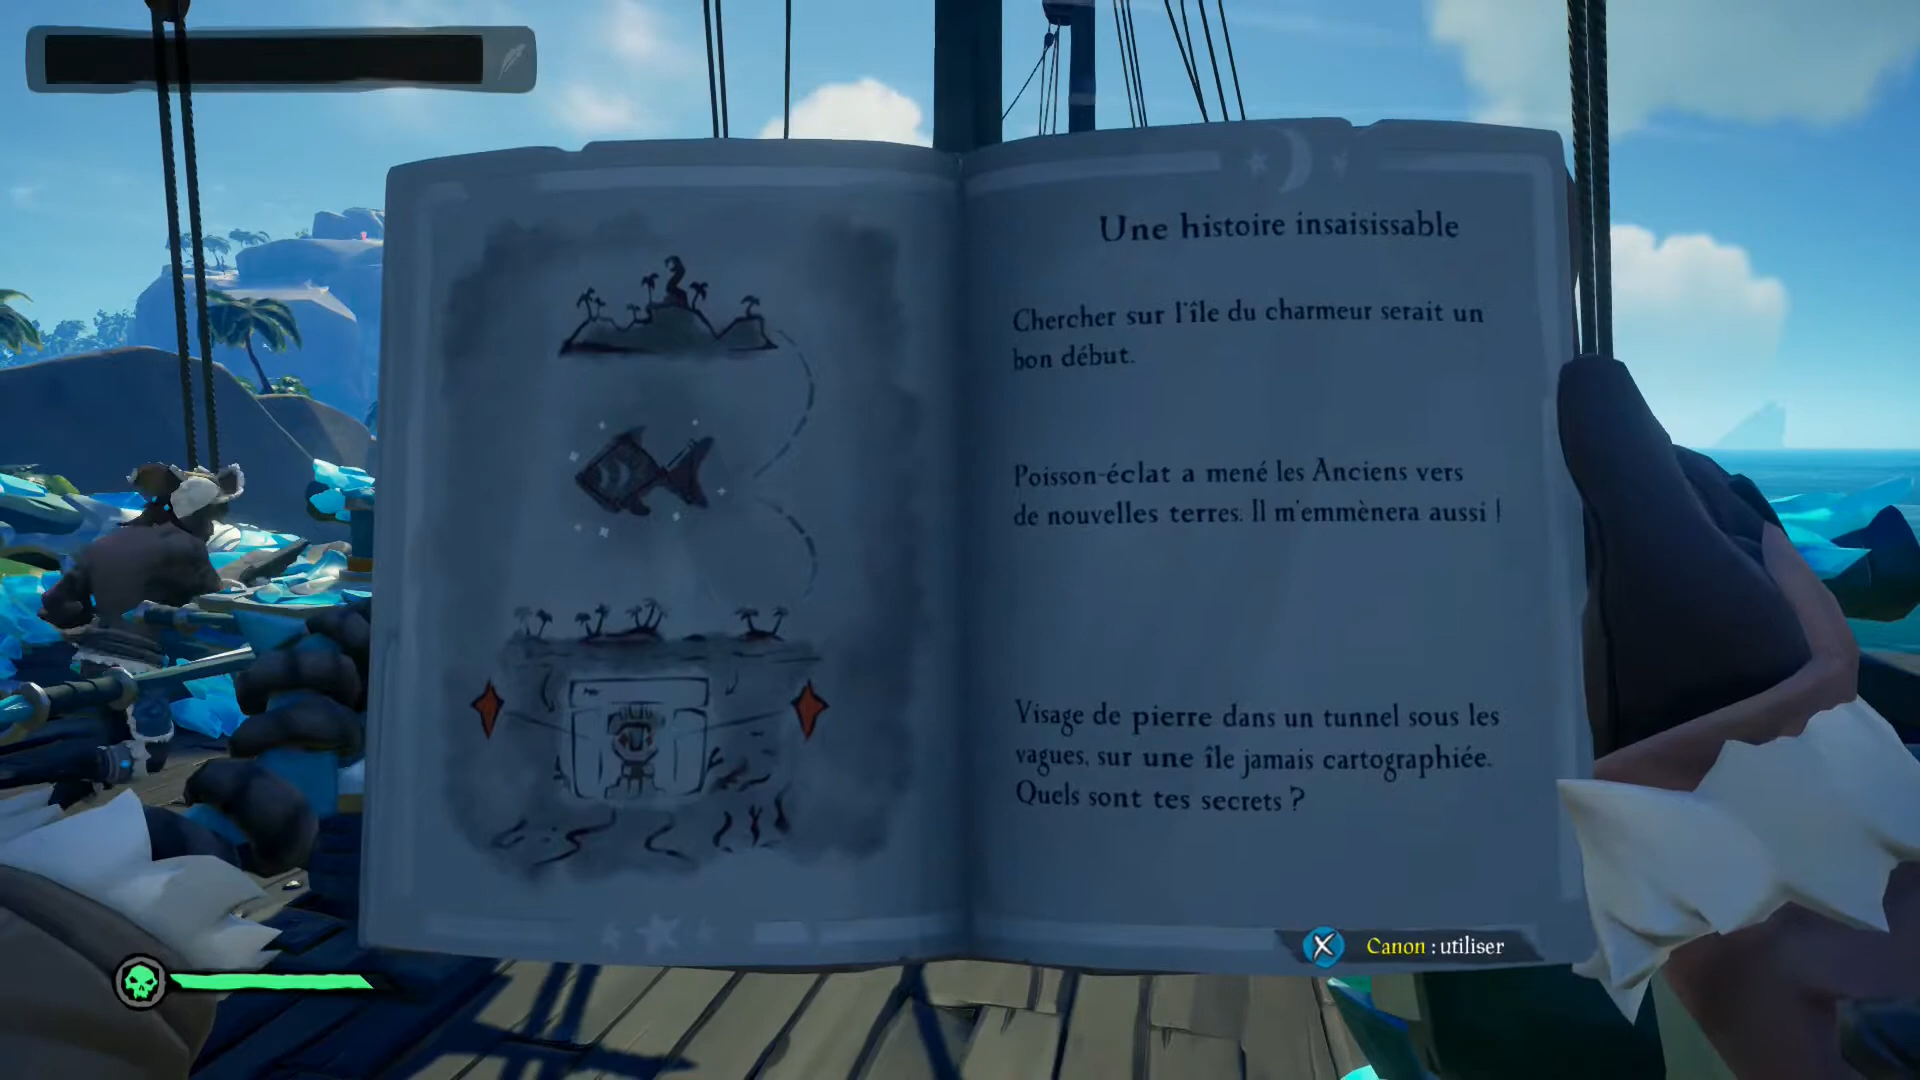 Une histoire insaisissable
Chercher sur l'île du charmeur serait un
bon début.
Poisson-éclat a mené les Anciens vers
de nouvelles terres. Il m'emmènera aussi !
Visage de pierre dans un tunnel sous les
vagues, sur une île jamais cartographiée.
Quels sont tes secrets ?
Canon : utiliser